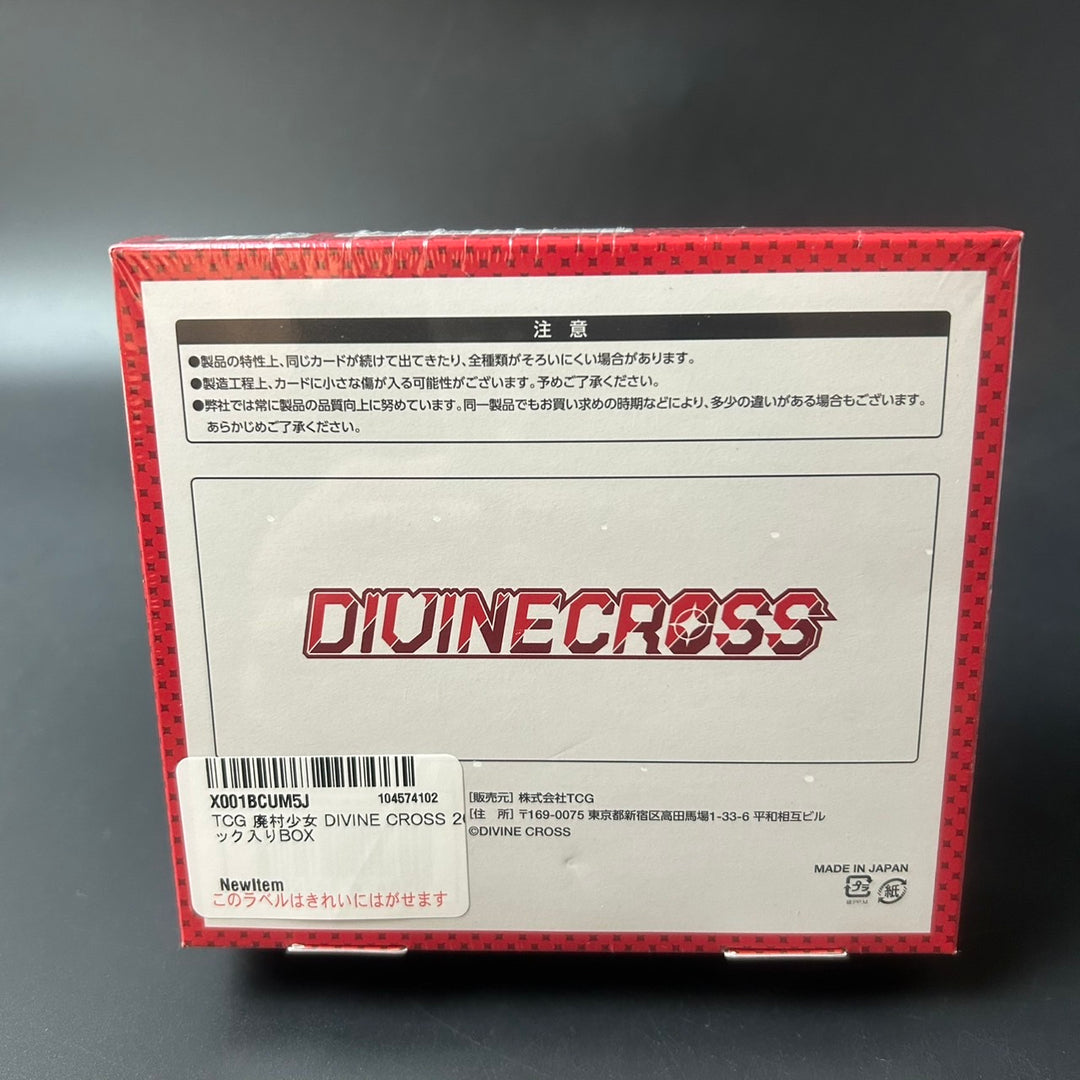 注 意
●製品の特性上、同じカードが続けて出てきたり、全種類がそろいにくい場合があります。
●製造工程上、カードに小さな傷が入る可能性がございます。予めご了承ください。
●弊社では常に製品の品質向上に努めています。同一製品でもお買い求めの時期などにより、多少の違いがある場合もございます。
あらかじめご了承ください。
DIVINECROSS
X001BCUM5J 104574102
TCG 廃村少女 DIVINE CROSS
ック入りBOX
NewItem
このラベルはきれいにはがせます
[販売元] 株式会社TCG
[住 所] 〒169-0075 東京都新宿区高田馬場1-33-6 平和相互ビル
©DIVINE CROSS
MADE IN JAPAN
プラ 紙